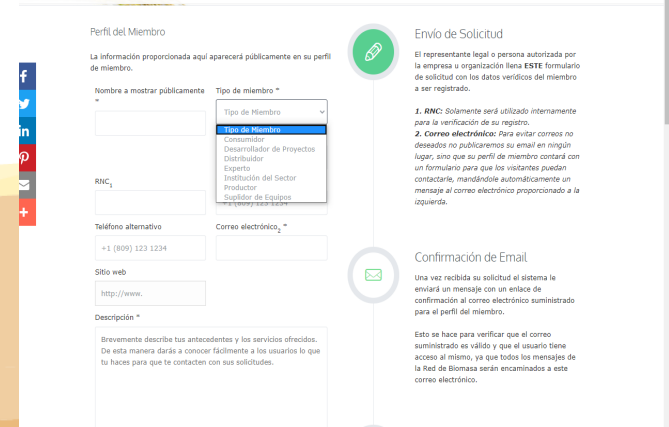 Perfil del Miembro
La información proporcionada aquí aparecerá públicamente en su perfil
de miembro.
Nombre a mostrar públicamente
*
Tipo de miembro *
Tipo de Miembro
Tipo de Miembro
Consumidor
Desarrollador de Proyectos
Distribuidor
Experto
Institución del Sector
Productor
Suplidor de Equipos
RNC1
+1 (809) 123 1234
Teléfono alternativo
+1 (809) 123 1234
Correo electrónico2 *
Sitio web
http://www.
Descripción *
Brevemente describe tus antecedentes y los servicios ofrecidos.
De esta manera darás a conocer fácilmente a los usuarios lo que
tu haces para que te contacten con sus solicitudes.
Envío de Solicitud
El representante legal o persona autorizada por
la empresa u organización llena ESTE formulario
de solicitud con los datos verídicos del miembro
a ser registrado.
1. RNC: Solamente será utilizado internamente
para la verificación de su registro.
2. Correo electrónico: Para evitar correos no
deseados no publicaremos su email en ningún
lugar, sino que su perfil de miembro contará con
un formulario para que los visitantes puedan
contactarle, mandándole automáticamente un
mensaje al correo electrónico proporcionado a la
izquierda.
Confirmación de Email
Una vez recibida su solicitud el sistema le
enviará un mensaje con un enlace de
confirmación al correo electrónico suministrado
para el perfil del miembro.
Esto se hace para verificar que el correo
suministrado es válido y que el usuario tiene
acceso al mismo, ya que todos los mensajes de
la Red de Biomasa serán encaminados a este
correo electrónico.